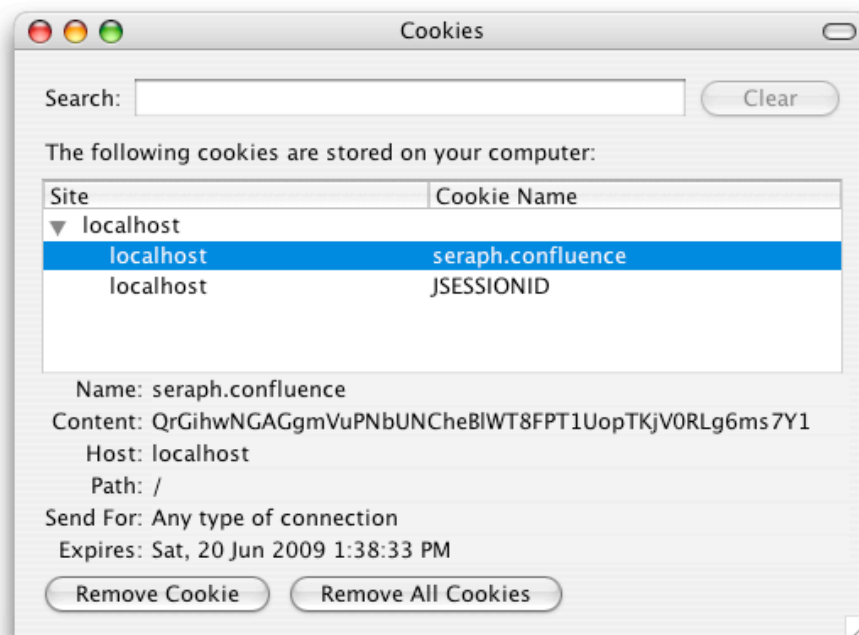 Cookies
Search: Clear
The following cookies are stored on your computer:
Site Cookie Name
localhost
localhost seraph.confluence
localhost JSESSIONID
Name: seraph.confluence
Content: QrGihwNGAGgmVuPNbUNCheBlWT8FPT1UopTKjV0RLg6ms7Y1
Host: localhost
Path: /
Send For: Any type of connection
Expires: Sat, 20 Jun 2009 1:38:33 PM
Remove Cookie Remove All Cookies